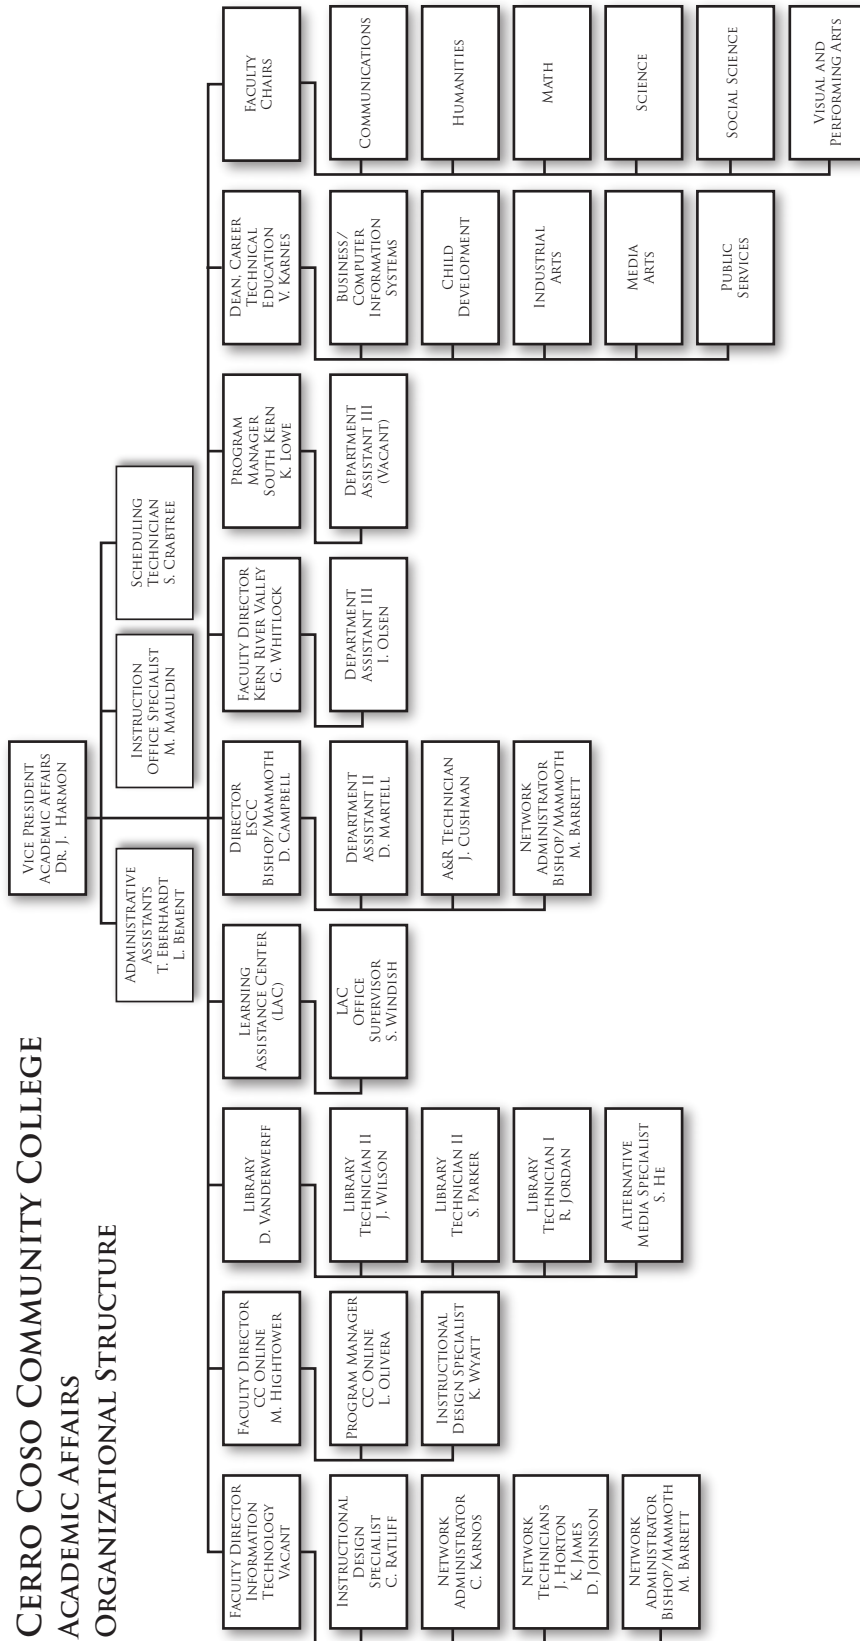 CERRO COSO COMMUNITY COLLEGE
ACADEMIC AFFAIRS
ORGANIZATIONAL STRUCTURE
VICE PRESIDENT
ACADEMIC AFFAIRS
DR. J. HARMON
ADMINISTRATIVE
ASSISTANTS
T. EBERHARDT
L. BEMENT
INSTRUCTION
OFFICE SPECIALIST
M. MAULDIN
SCHEDULING
TECHNICIAN
S. CRABTREE
FACULTY DIRECTOR
INFORMATION
TECHNOLOGY
VACANT
INSTRUCTIONAL
DESIGN
SPECIALIST
C. RATLIFF
NETWORK
ADMINISTRATOR
C. KARNOS
NETWORK
TECHNICIANS
J. HORTON
K. JAMES
D. JOHNSON
NETWORK
ADMINISTRATOR
BISHOP/MAMMOTH
M. BARRETT
FACULTY DIRECTOR
CC ONLINE
M. HIGHTOWER
PROGRAM MANAGER
CC ONLINE
L. OLIVERA
INSTRUCTIONAL
DESIGN SPECIALIST
K. WYATT
LIBRARY
D. VANDERWERFF
LIBRARY
TECHNICIAN II
J. WILSON
LIBRARY
TECHNICIAN II
S. PARKER
LIBRARY
TECHNICIAN I
R. JORDAN
ALTERNATIVE
MEDIA SPECIALIST
S. HE
LEARNING
ASSISTANCE CENTER
(LAC)
LAC
OFFICE
SUPERVISOR
S. WINDISH
DIRECTOR
ESCC
BISHOP/MAMMOTH
D. CAMPBELL
DEPARTMENT
ASSISTANT II
D. MARTELL
A&R TECHNICIAN
J. CUSHMAN
NETWORK
ADMINISTRATOR
BISHOP/MAMMOTH
M. BARRETT
FACULTY DIRECTOR
KERN RIVER VALLEY
G. WHITLOCK
DEPARTMENT
ASSISTANT III
I. OLSEN
PROGRAM
MANAGER
SOUTH KERN
K. LOWE
DEPARTMENT
ASSISTANT III
(VACANT)
DEAN, CAREER
TECHNICAL
EDUCATION
V. KARNES
BUSINESS/
COMPUTER
INFORMATION
SYSTEMS
CHILD
DEVELOPMENT
INDUSTRIAL
ARTS
MEDIA
ARTS
PUBLIC
SERVICES
FACULTY
CHAIRS
COMMUNICATIONS
HUMANITIES
MATH
SCIENCE
SOCIAL SCIENCE
VISUAL AND
PERFORMING ARTS